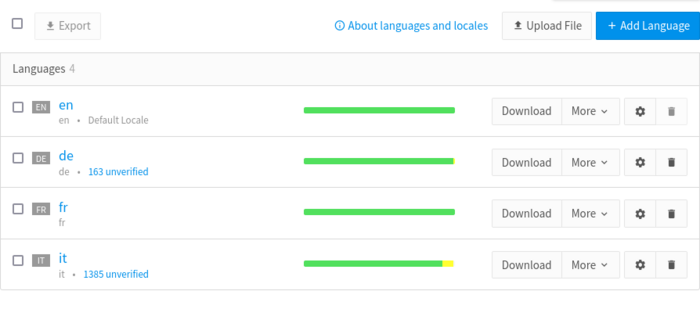 Export
About languages and locales
Upload File
+ Add Language
Languages 4
EN
en
en • Default Locale
Download
More
DE
de
de • 163 unverified
Download
More
FR
fr
fr
Download
More
IT
it
it • 1385 unverified
Download
More